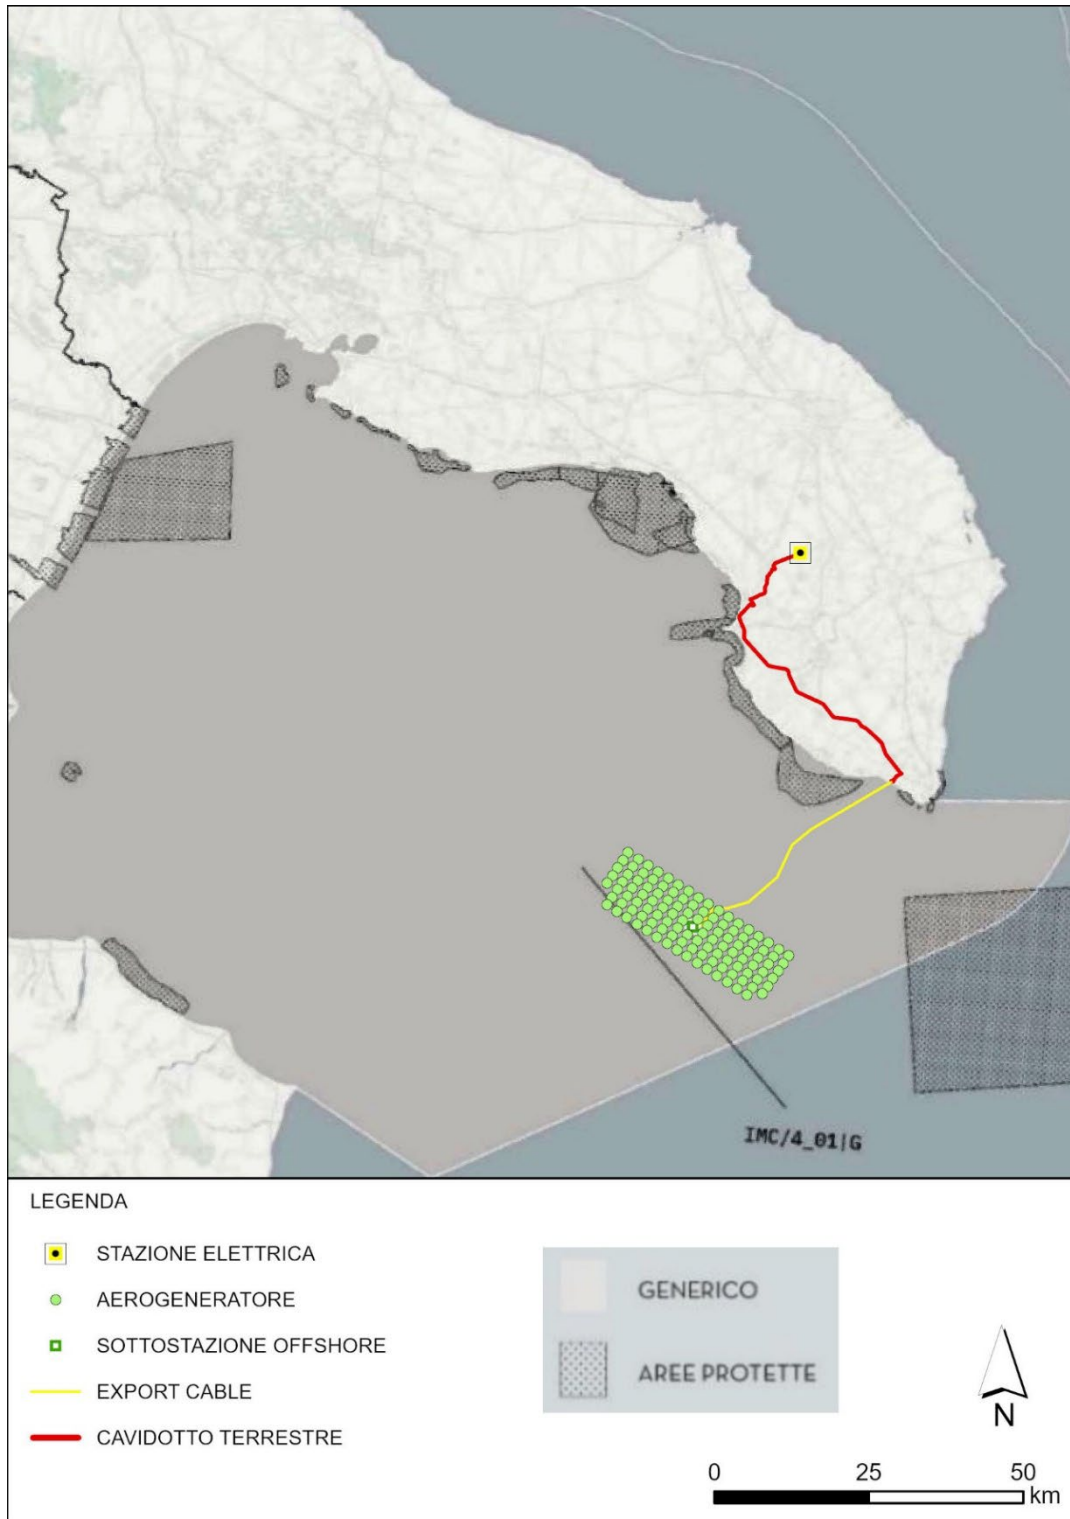 IMC/4_01|G
LEGENDA
STAZIONE ELETTRICA
AEROGENERATORE
SOTTOSTAZIONE OFFSHORE
EXPORT CABLE
CAVIDOTTO TERRESTRE
GENERICO
AREE PROTETTE
N
0 25 50
km